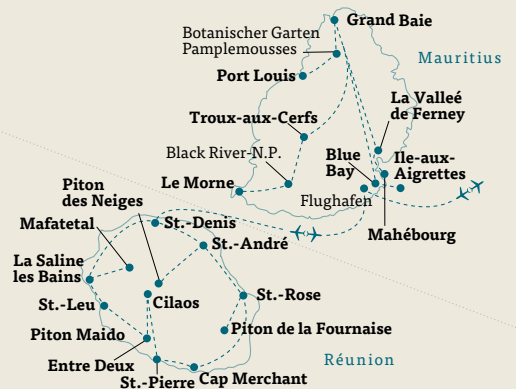 Grand Baie
Botanischer Garten
Pamplemousses
Mauritius
Port Louis
La Valleé
de Ferney
Troux-aux-Cerfs
Black River-N.P.
Blue
Bay
Ile-aux-
Aigrettes
Le Morne
Flughafen
Mahébourg
Piton
des Neiges
Mafatetal
St.-Denis
St.-André
La Saline
les Bains
St.-Leu
Cilaos
St.-Rose
Piton Maido
Piton de la Fournaise
Entre Deux
St.-Pierre
Cap Merchant
Réunion